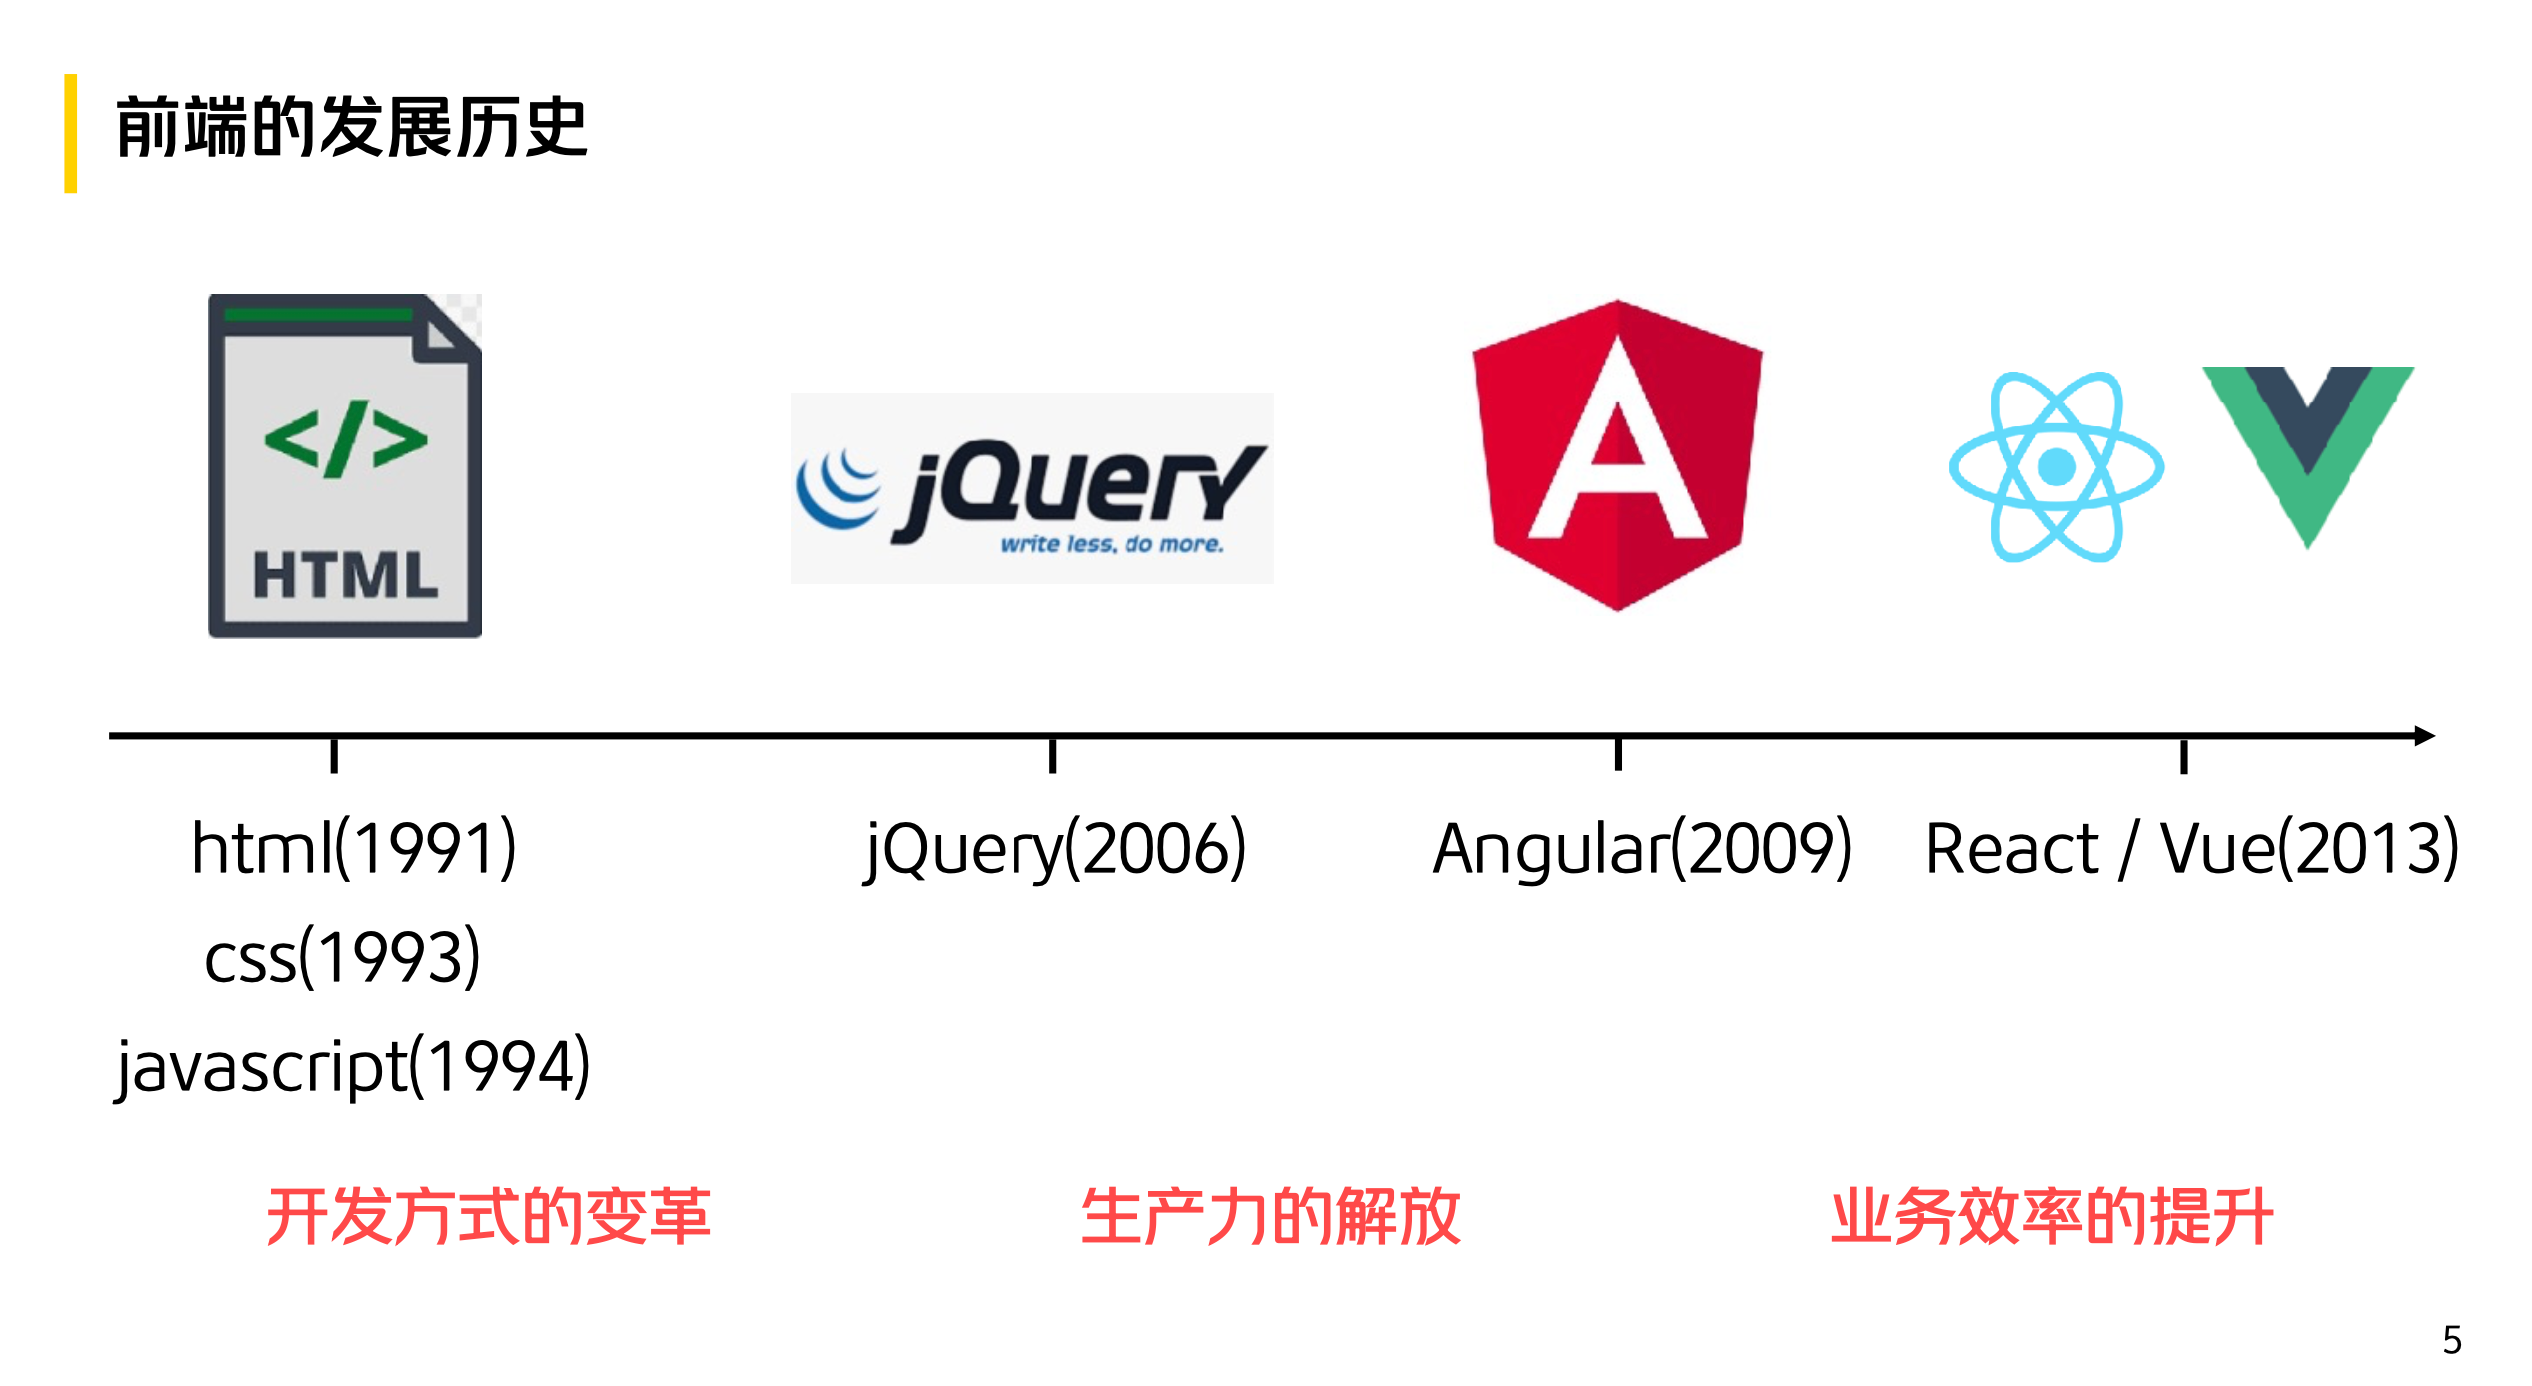 前端的发展历史
</>
HTML
jQuery
write less, do more.
html(1991)
css(1993)
javascript(1994)
jQuery(2006)
Angular(2009)
React / Vue(2013)
开发方式的变革
生产力的解放
业务效率的提升
5